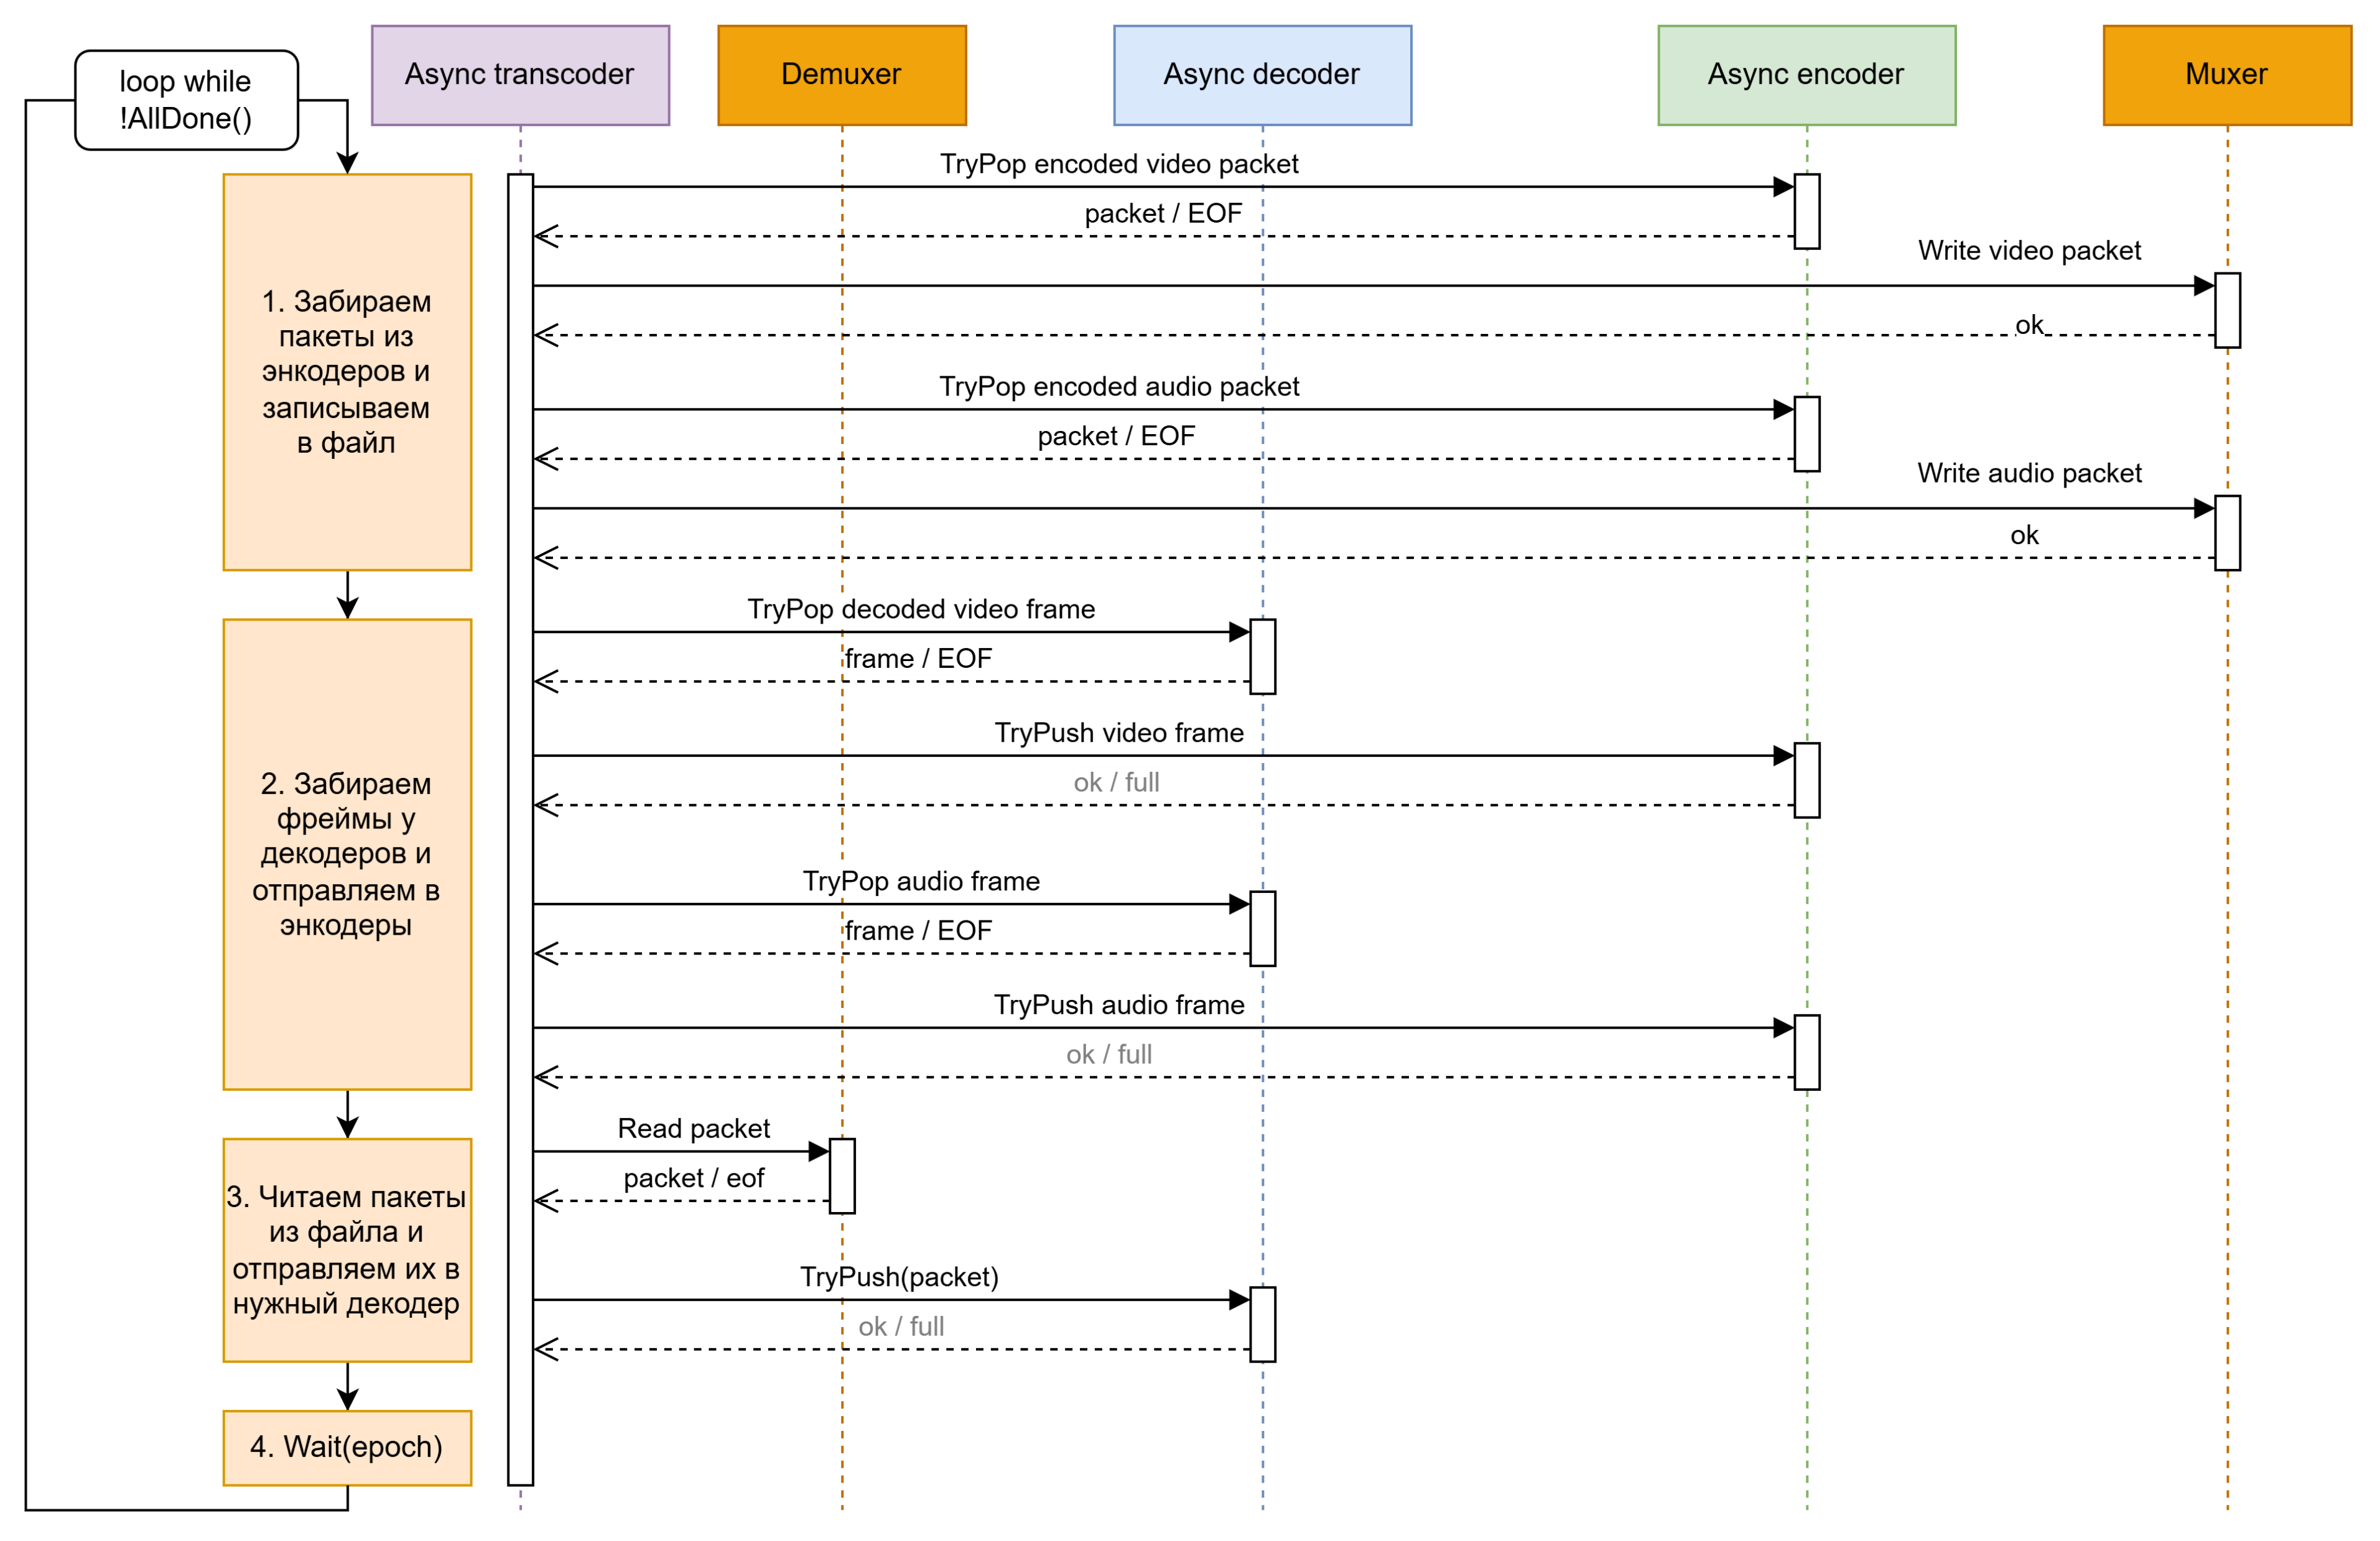 loop while
!AllDone()
Async transcoder
Demuxer
Async decoder
Async encoder
Muxer
TryPop encoded video packet
packet / EOF
Write video packet
ok
TryPop encoded audio packet
packet / EOF
Write audio packet
ok
1. Забираем
пакеты из
энкодеров и
записываем
в файл
TryPop decoded video frame
frame / EOF
TryPush video frame
ok / full
TryPop audio frame
frame / EOF
TryPush audio frame
ok / full
2. Забираем
фреймы у
декодеров и
отправляем в
энкодеры
Read packet
packet / eof
TryPush(packet)
ok / full
3. Читаем пакеты
из файла и
отправляем их в
нужный декодер
4. Wait(epoch)